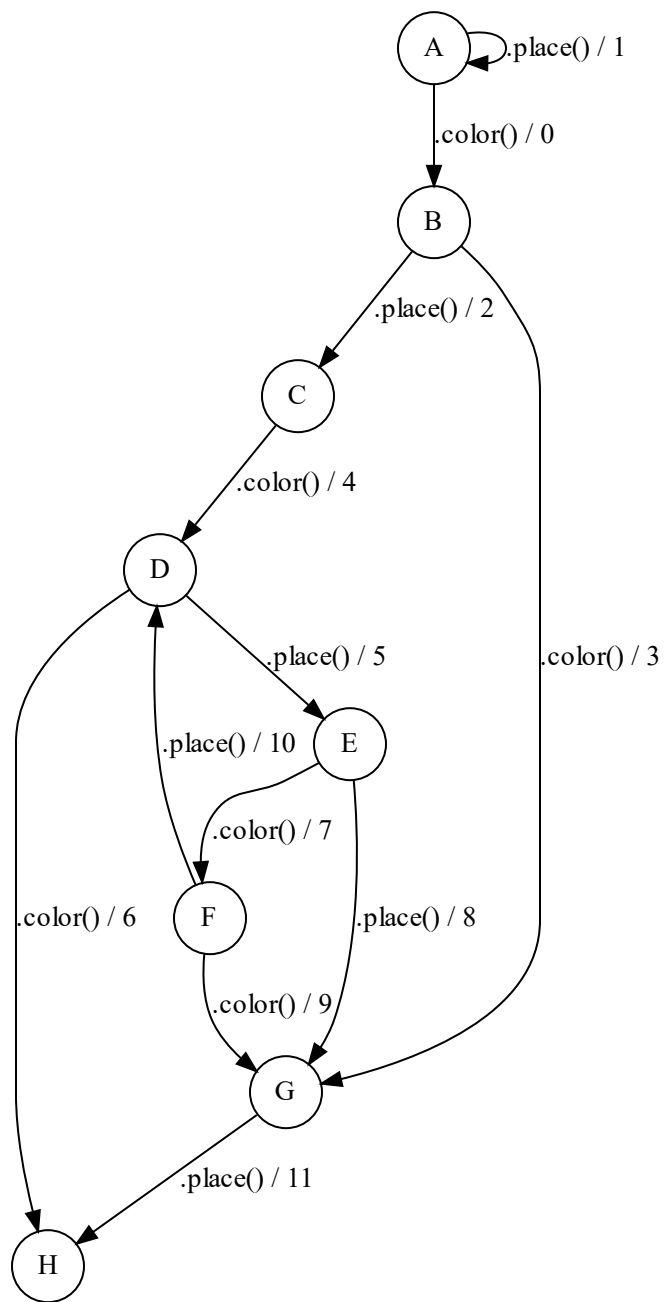 A
.place() / 1
.color() / 0
B
.place() / 2
C
.color() / 4
D
.place() / 5
.color() / 3
E
.place() / 10
.color() / 7
.color() / 6
F
.place() / 8
.color() / 9
G
.place() / 11
H